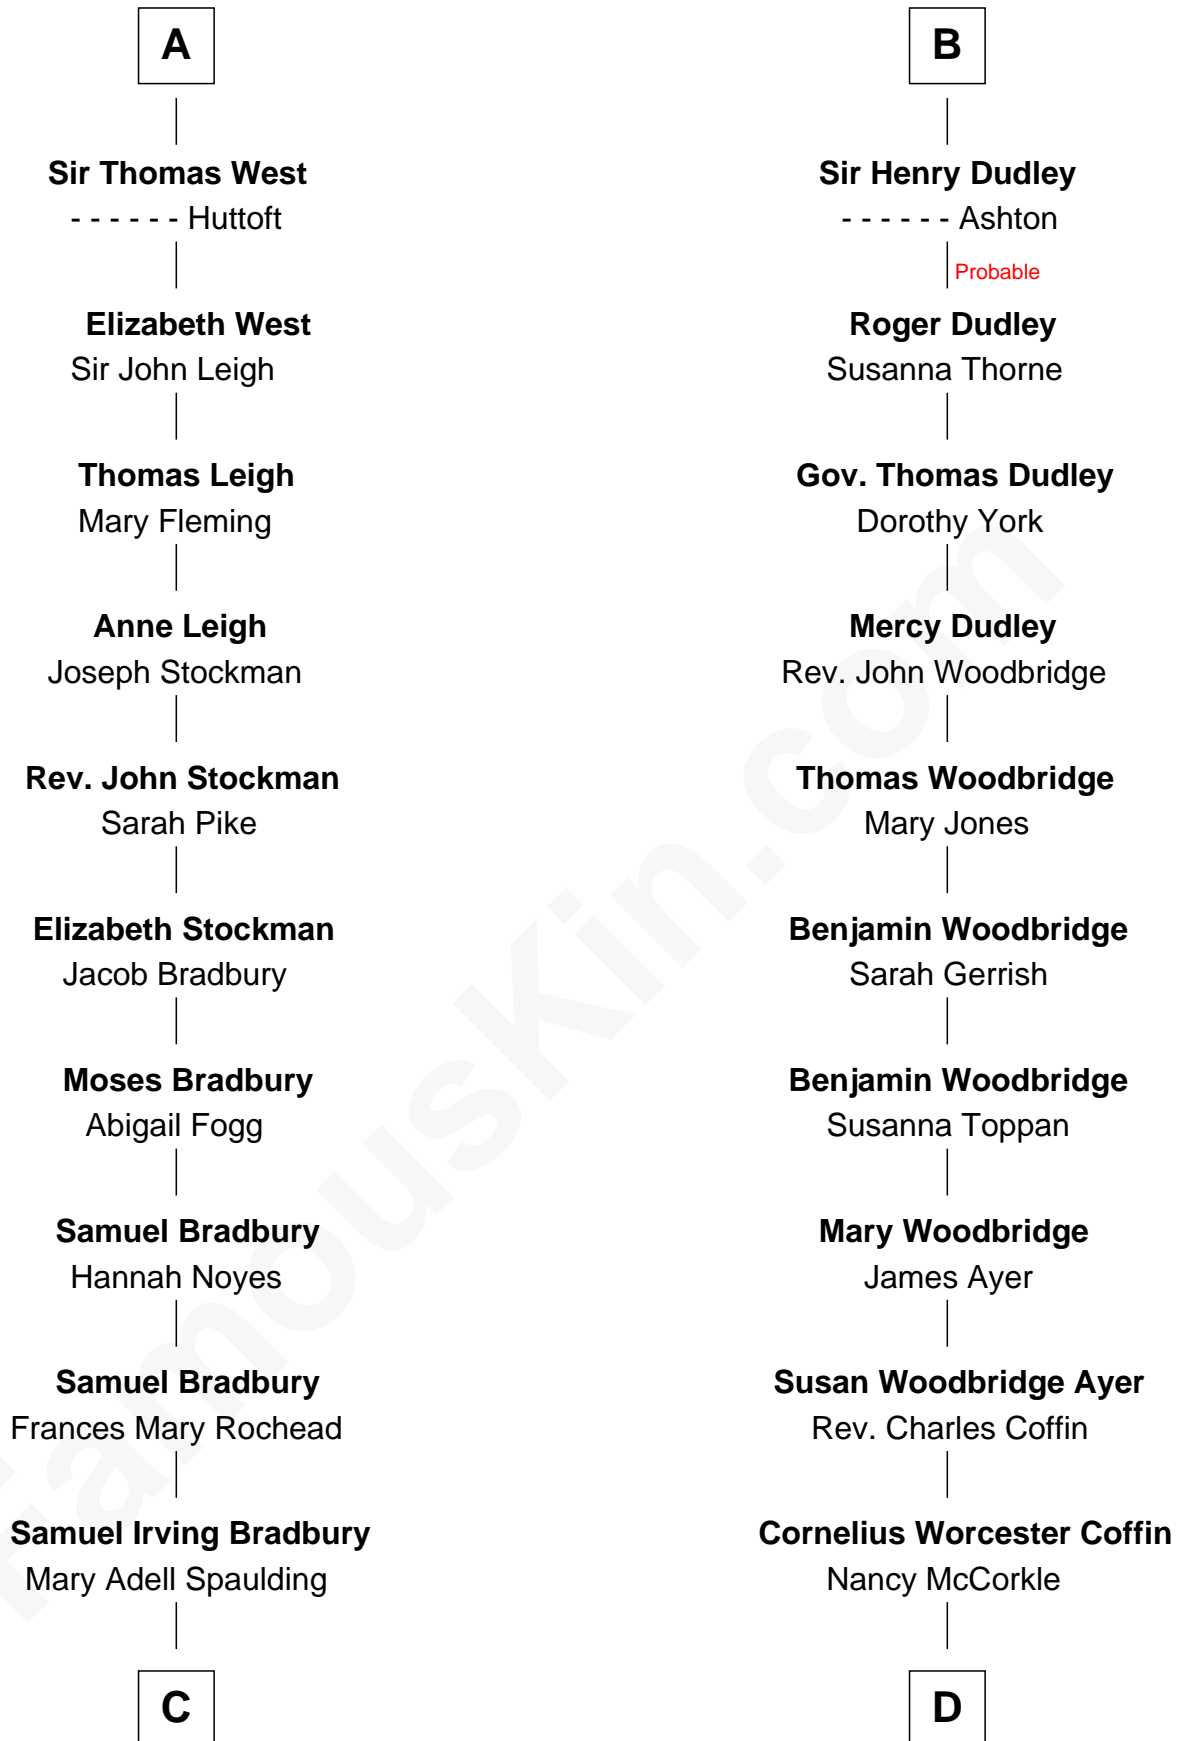 A
Sir Thomas West
- - - - - - Huttoft
Elizabeth West
Sir John Leigh
Thomas Leigh
Mary Fleming
Anne Leigh
Joseph Stockman
Rev. John Stockman
Sarah Pike
Elizabeth Stockman
Jacob Bradbury
Moses Bradbury
Abigail Fogg
Samuel Bradbury
Hannah Noyes
Samuel Bradbury
Frances Mary Rochead
Samuel Irving Bradbury
Mary Adell Spaulding
C
B
Sir Henry Dudley
- - - - - - Ashton
Probable
Roger Dudley
Susanna Thorne
Gov. Thomas Dudley
Dorothy York
Mercy Dudley
Rev. John Woodbridge
Thomas Woodbridge
Mary Jones
Benjamin Woodbridge
Sarah Gerrish
Benjamin Woodbridge
Susanna Toppan
Mary Woodbridge
James Ayer
Susan Woodbridge Ayer
Rev. Charles Coffin
Cornelius Worcester Coffin
Nancy McCorkle
D
FamousKin.com